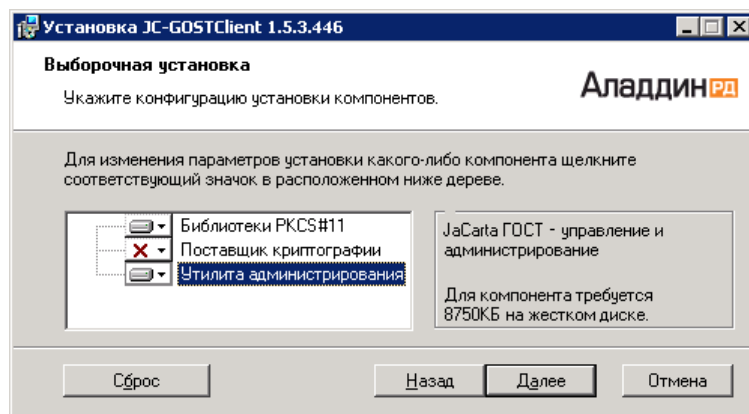 Установка JC-GOSTClient 1.5.3.446
Выборочная установка
Укажите конфигурацию установки компонентов.
Аладдин РД
Для изменения параметров установки какого-либо компонента щелкните
соответствующий значок в расположенном ниже дереве.
Библиотеки PKCS#11
Поставщик криптографии
Утилита администрирования
JaCarta ГОСТ - управление и
администрирование
Для компонента требуется
8750КБ на жестком диске.
Сброс
Назад
Далее
Отмена